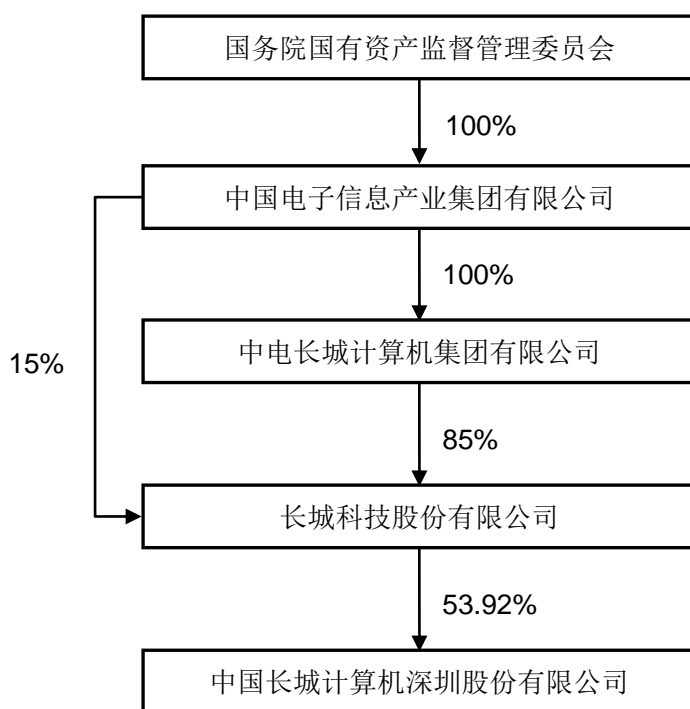 国务院国有资产监督管理委员会
100%
中国电子信息产业集团有限公司
100%
中电长城计算机集团有限公司
15%
85%
长城科技股份有限公司
53.92%
中国长城计算机深圳股份有限公司